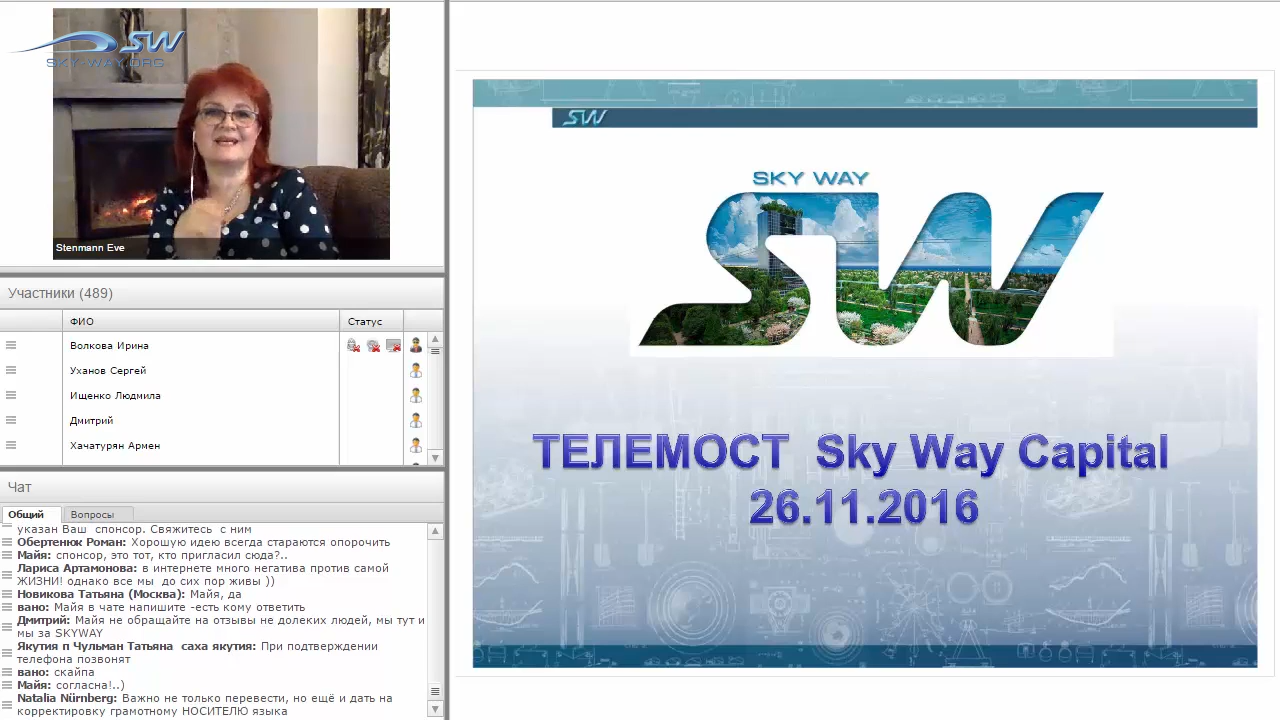 SW
SKY-WAY.ORG
Stenmann Eve
Участники (489)
ФИО
Статус
Волкова Ирина
Уханов Сергей
Ищенко Людмила
Дмитрий
Хачатурян Армен
Чат
Общий
Вопросы
указан Ваш спонсор. Свяжитесь с ним
Обертенюк Роман: Хорошую идею всегда стараются опорочить
Майя: спонсор, это тот, кто пригласил сюда?..
Лариса Артамонова: в интернете много негатива против самой
ЖИЗНИ! однако все мы до сих пор живы ))
Новикова Татьяна (Москва): Майя, да
вано: Майя в чате напишите -есть кому ответить
Дмитрий: Майя не обращайте на отзывы не долеких людей, мы тут и
мы за SKYWAY
Якутия п Чульман Татьяна саха якутия: При подтверждении
телефона позвонят
вано: скайпа
Майя: согласна!..)
Natalia Nürnberg: Важно не только перевести, но ещё и дать на
корректировку грамотному НОСИТЕЛЮ языка
SW
SKY WAY
SW
ТЕЛЕМОСТ Sky Way Capital
26.11.2016